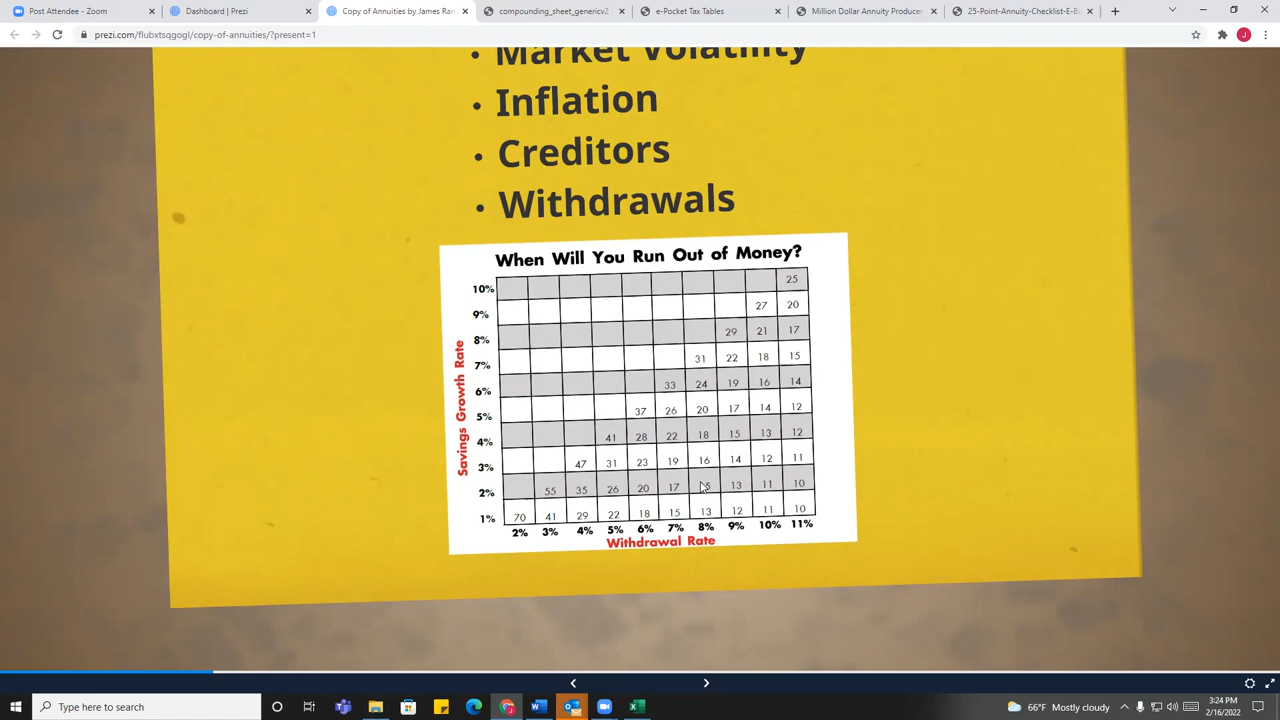 Post Attendee - Zoom
Dashboard | Prezi
Copy of Annuities by James Ran
compounding_sheet_genericv2
e-Pocket Tax Tables
Million Dollar Annuity Producer
25-Point-Annuity-Checklist-E-B
prezi.com/flubxtsqgogl/copy-of-annuities/?present=1
J
• Market Volatility
• Inflation
• Creditors
• Withdrawals
When Will You Run Out of Money?
Savings Growth Rate
10% 25
9% 27 20
8% 29 21 17
7% 31 22 18 15
6% 33 24 19 16 14
5% 37 26 20 17 14 12
4% 41 28 22 18 15 13 12
3% 47 31 23 19 16 14 12 11
2% 55 35 26 20 17 13 11 10
1% 70 41 29 22 18 15 13 12 11 10
2% 3% 4% 5% 6% 7% 8% 9% 10% 11%
Withdrawal Rate
Type here to search
66°F Mostly cloudy
3:24 PM
2/16/2022